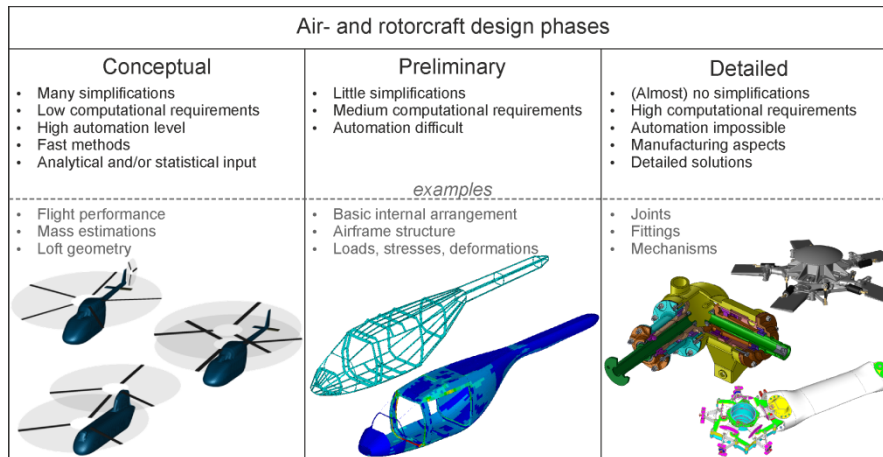 Air- and rotorcraft design phases
Conceptual
• Many simplifications
• Low computational requirements
• High automation level
• Fast methods
• Analytical and/or statistical input
Preliminary
• Little simplifications
• Medium computational requirements
• Automation difficult
Detailed
• (Almost) no simplifications
• High computational requirements
• Automation impossible
• Manufacturing aspects
• Detailed solutions
examples
• Flight performance
• Mass estimations
• Loft geometry
• Basic internal arrangement
• Airframe structure
• Loads, stresses, deformations
• Joints
• Fittings
• Mechanisms